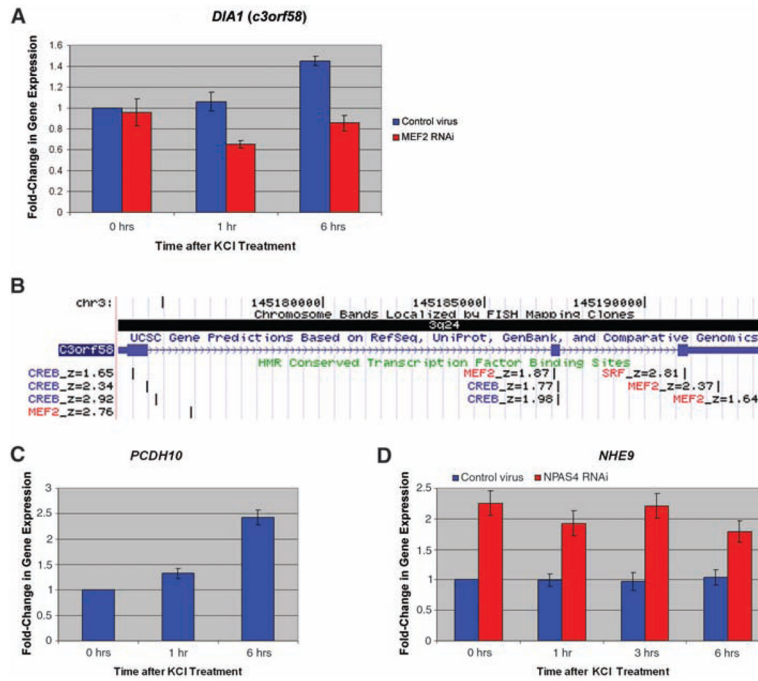 A
DIA1 (c3orf58)
Fold-Change in Gene Expression
1.6
1.4
1.2
1
0.8
0.6
0.4
0.2
0
0 hrs
1 hr
6 hrs
Time after KCl Treatment
Control virus
MEF2 RNAi
B
chr3: 145180000 145185000 145190000
Chromosome Bands Localized by FISH Mapping Clones
3q24
UCSC Gene Predictions Based on RefSeq, UniProt, GenBank, and Comparative Genomics
C3orf58
HMR Conserved Transcription Factor Binding Sites
CREB_z=1.65 MEF2_z=1.87 SRF_z=2.81
CREB_z=2.34 CREB_z=1.77 MEF2_z=2.37
CREB_z=2.92 CREB_z=1.98 MEF2_z=1.64
MEF2_z=2.76
C
PCDH10
Fold-Change in Gene Expression
3
2.5
2
1.5
1
0.5
0
0 hrs
1 hr
6 hrs
Time after KCl Treatment
D
NHE9
Control virus
NPAS4 RNAi
Fold-Change in Gene Expression
2.5
2
1.5
1
0.5
0 hrs
1 hr
3 hrs
6 hrs
Time after KCl Treatment